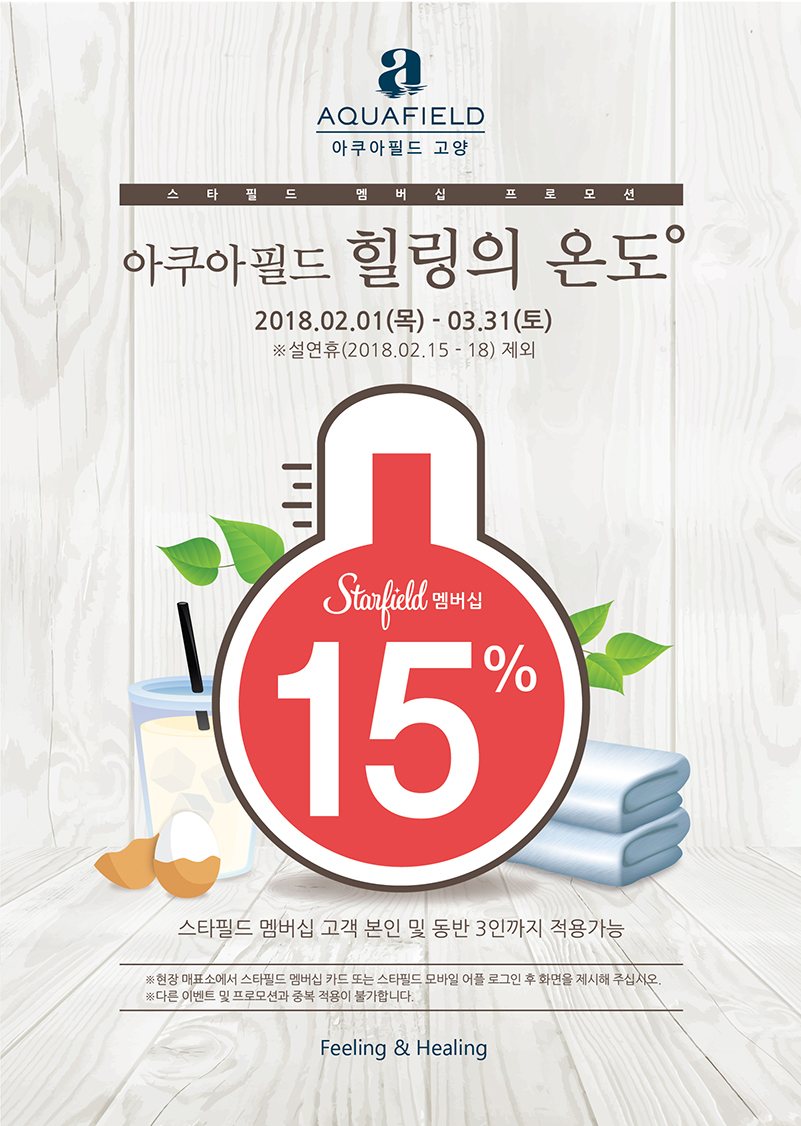 a
AQUAFIELD
아쿠아필드 고양
스타필드 멤버십 프로모션
아쿠아필드 힐링의 온도°
2018.02.01(목) - 03.31(토)
※설연휴(2018.02.15 - 18) 제외
Starfield 멤버십
15%
스타필드 멤버십 고객 본인 및 동반 3인까지 적용가능
※현장 매표소에서 스타필드 멤버십 카드 또는 스타필드 모바일 어플 로그인 후 화면을 제시해 주십시오.
※다른 이벤트 및 프로모션과 중복 적용이 불가합니다.
Feeling & Healing